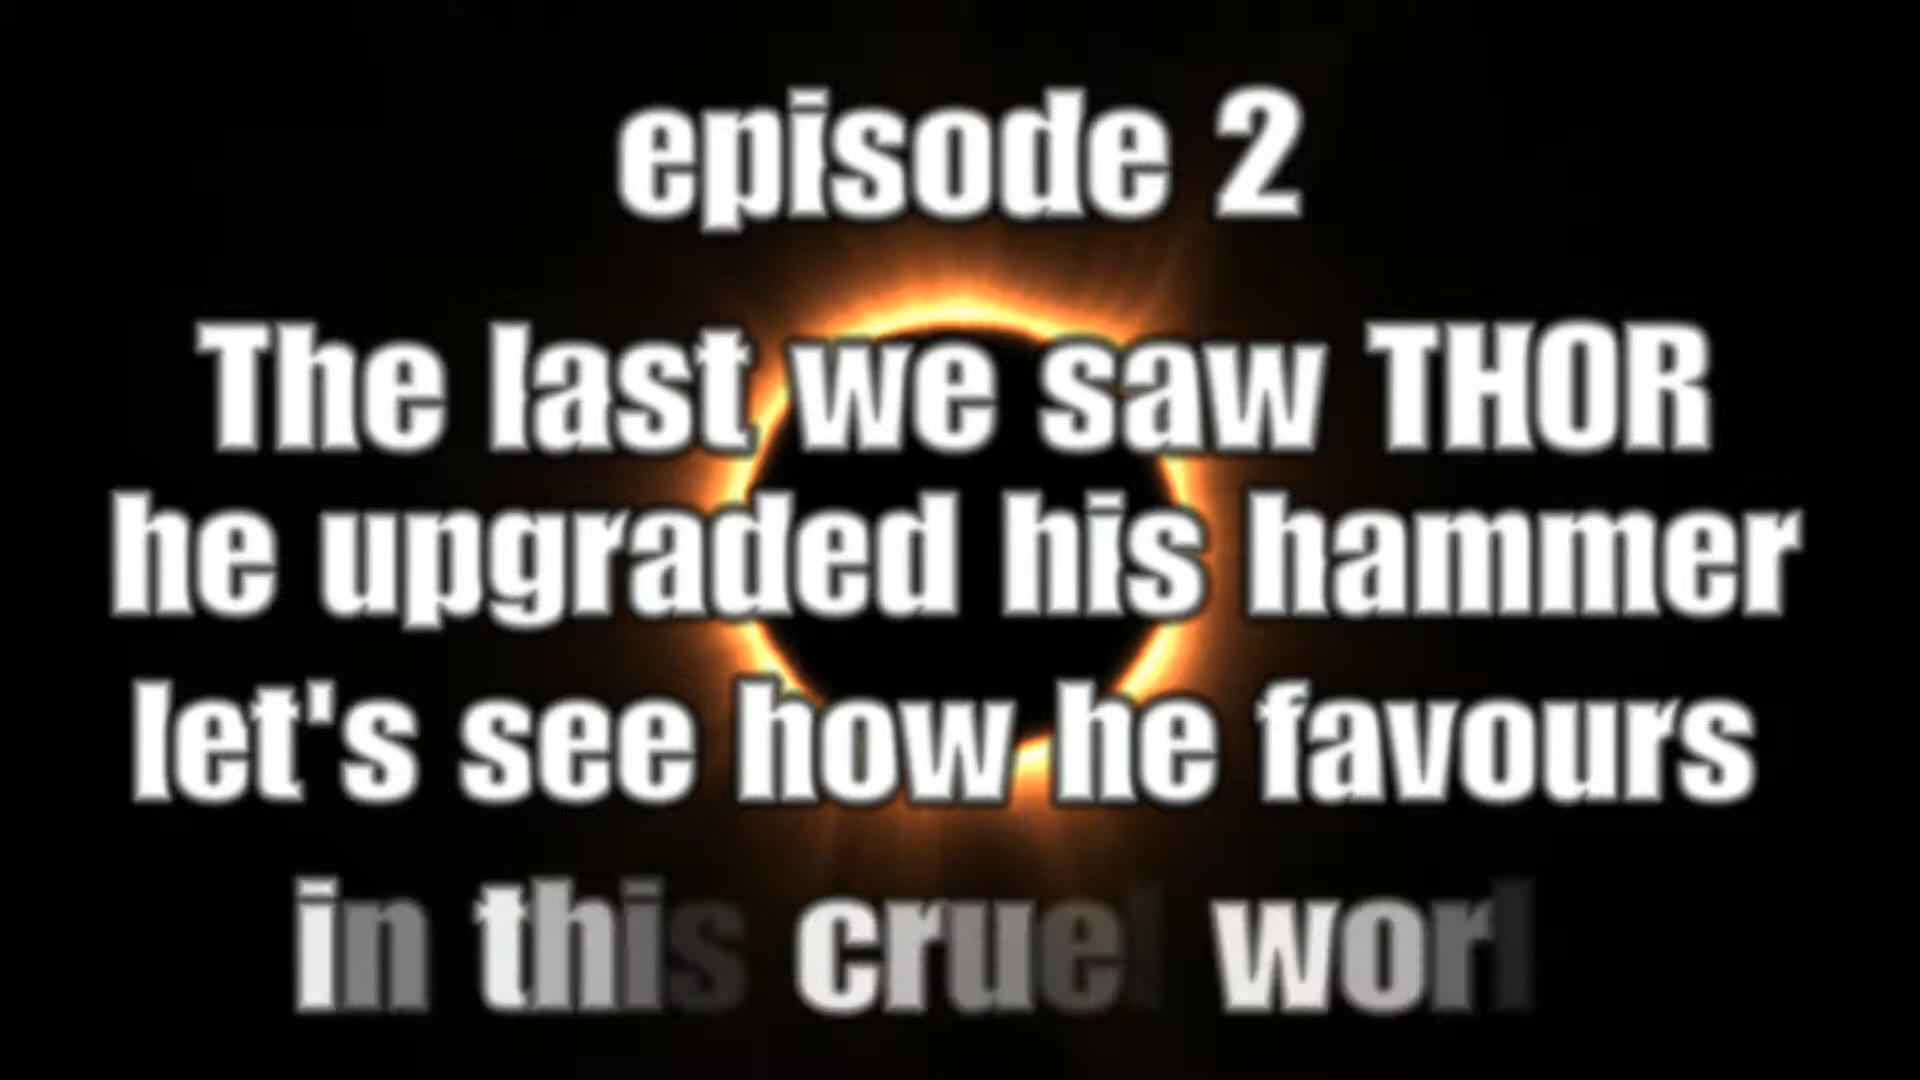 episode 2
The last we saw THOR
he upgraded his hammer
let's see how he favours
in this cruel worl